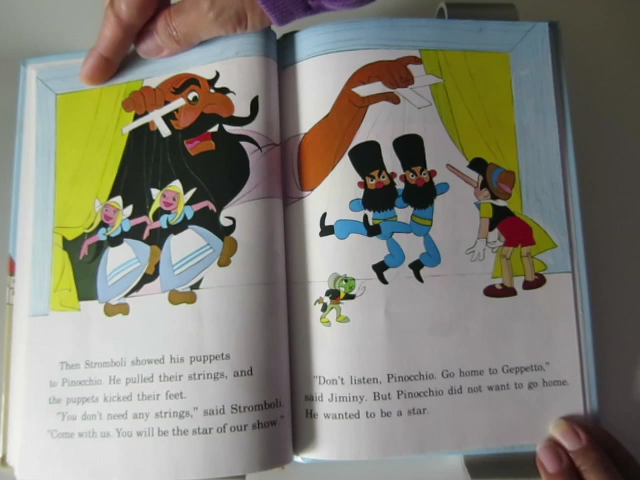 Then Stromboli showed his puppets
to Pinocchio. He pulled their strings, and
the puppets kicked their feet.
"You don't need any strings," said Stromboli.
"Come with us. You will be the star of our show."
"Don't listen, Pinocchio. Go home to Geppetto,"
said Jiminy. But Pinocchio did not want to go home.
He wanted to be a star.